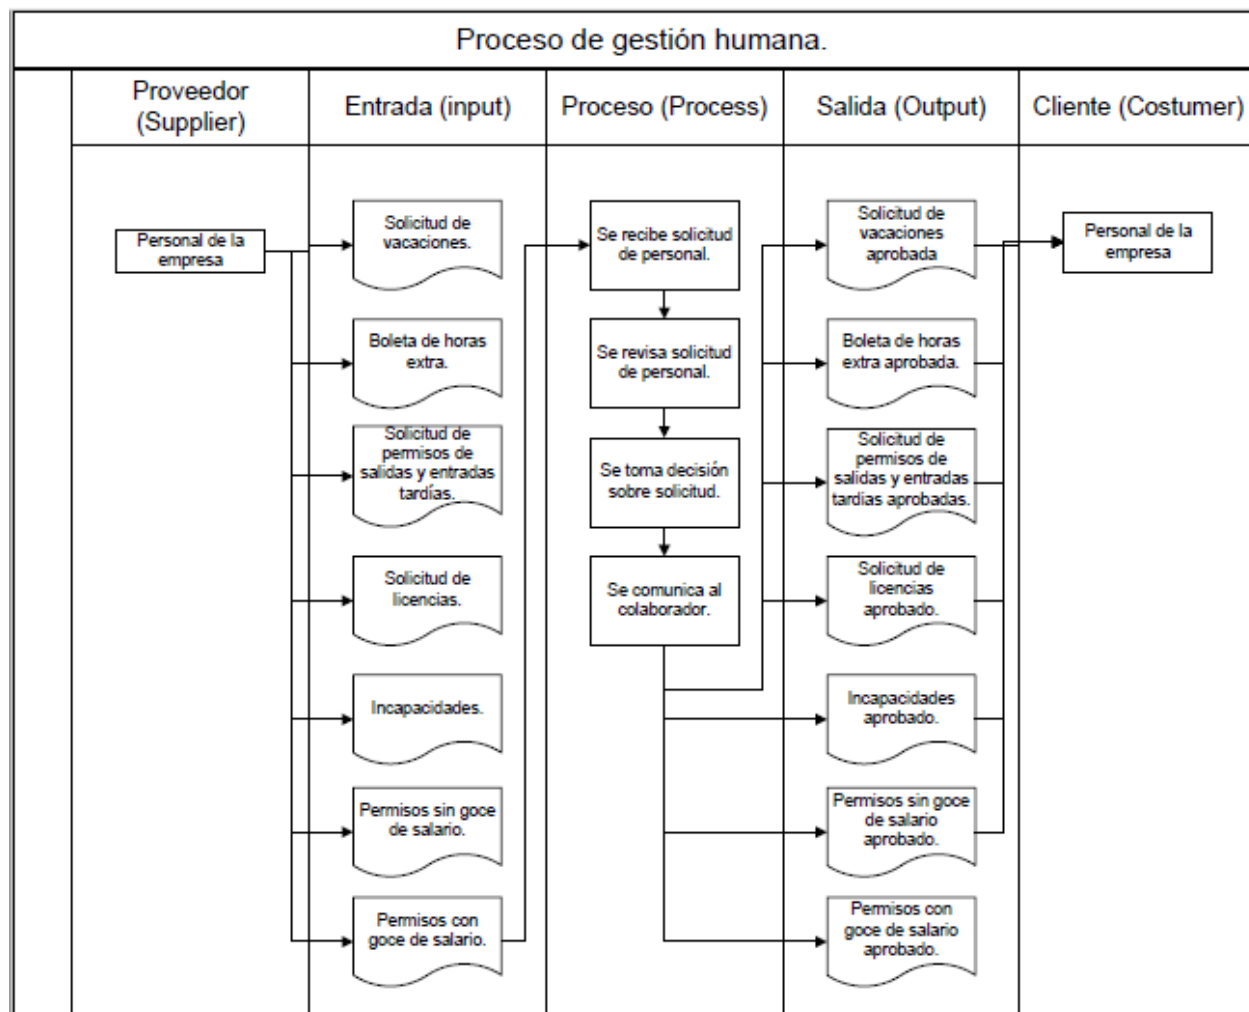 Proceso de gestión humana.
Proveedor
(Supplier)
Entrada (input)
Proceso (Process)
Salida (Output)
Cliente (Costumer)
Personal de la
empresa
Solicitud de
vacaciones.
Boleta de horas
extra.
Solicitud de
permisos de
salidas y entradas
tardías.
Solicitud de
licencias.
Incapacidades.
Permisos sin goce
de salario.
Permisos con
goce de salario.
Se recibe solicitud
de personal.
Se revisa solicitud
de personal.
Se toma decisión
sobre solicitud.
Se comunica al
colaborador.
Solicitud de
vacaciones
aprobada
Boleta de horas
extra aprobada.
Solicitud de
permisos de
salidas y entradas
tardias aprobadas.
Solicitud de
licencias
aprobado.
Incapacidades
aprobado.
Permisos sin goce
de salario
aprobado.
Permisos con
goce de salario
aprobado.
Personal de la
empresa